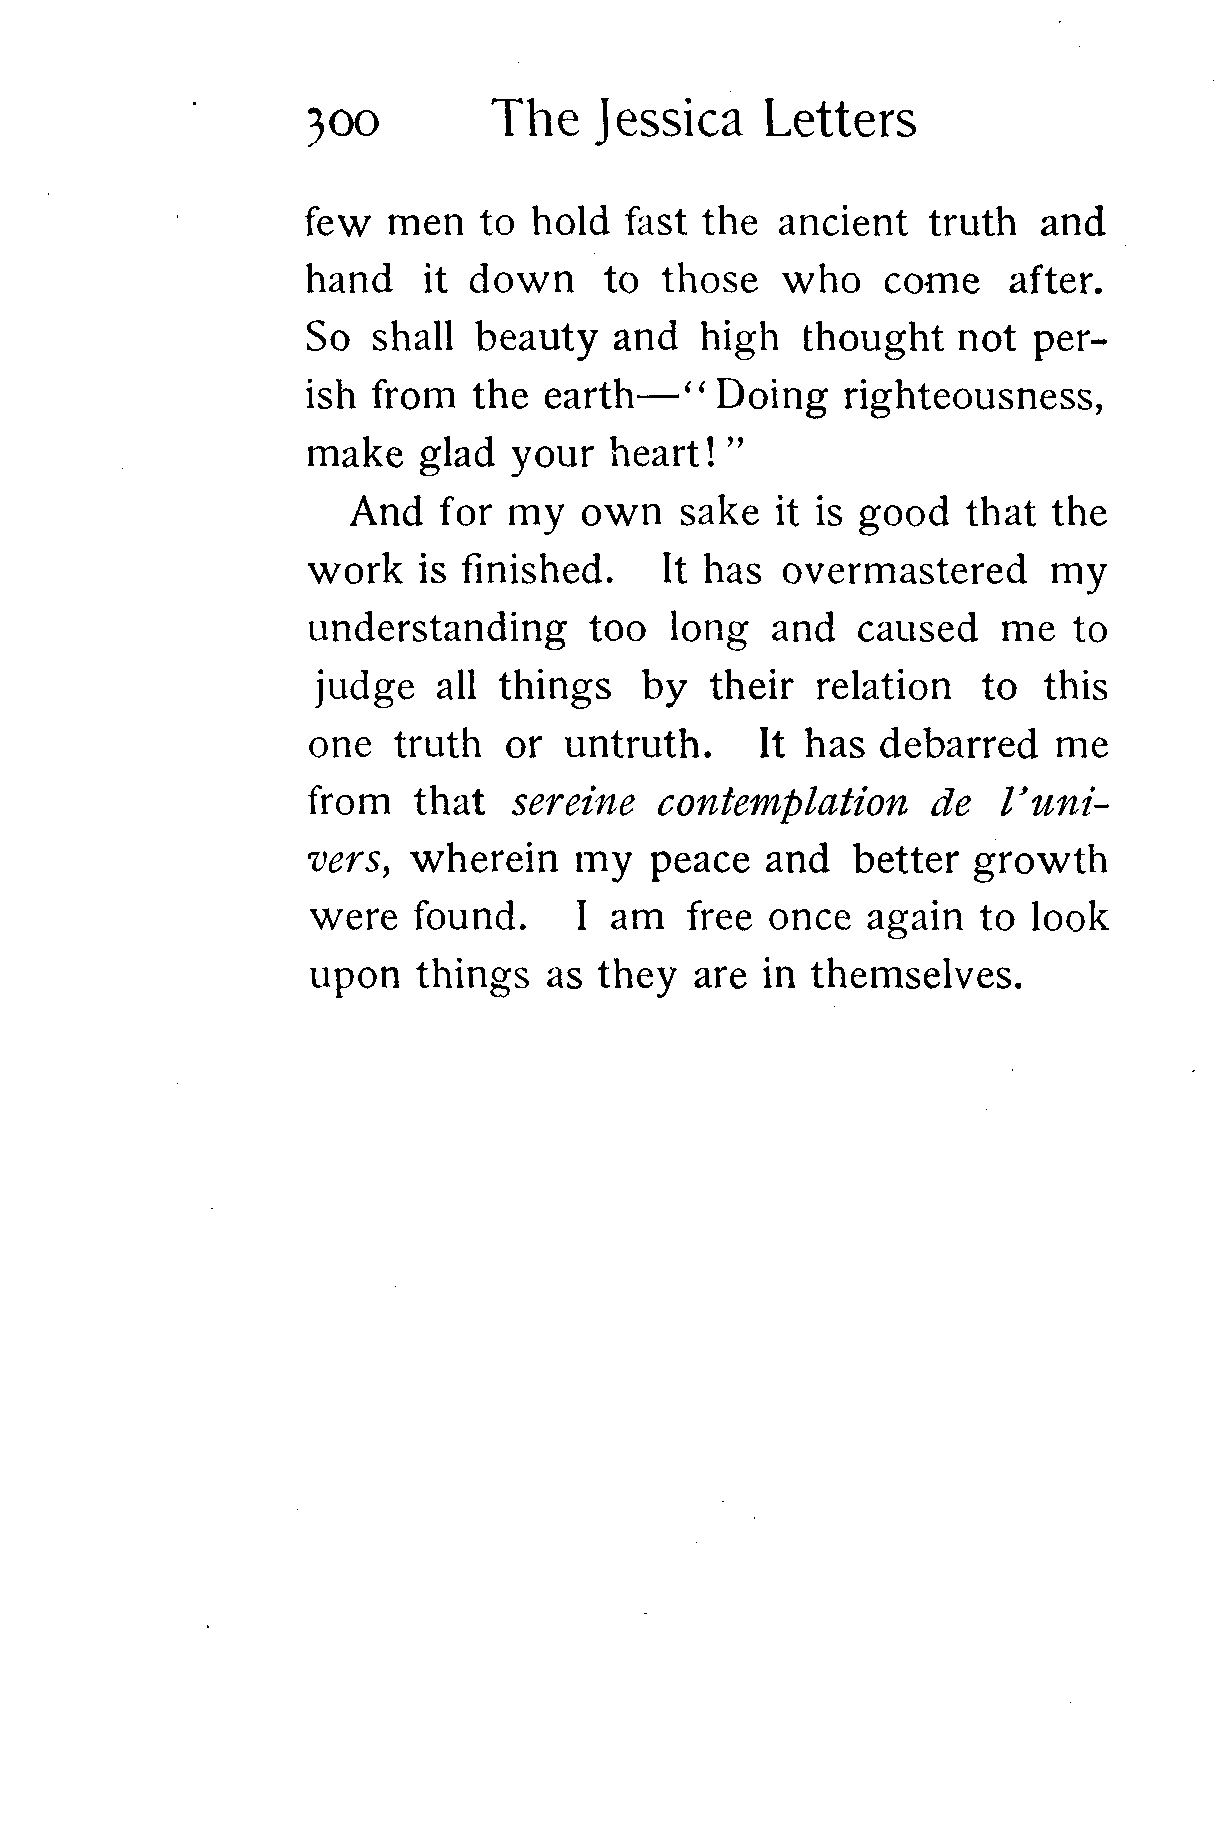 300 The Jessica Letters
few men to hold fast the ancient truth and
hand it down to those who come after.
So shall beauty and high thought not per-
ish from the earth—“Doing righteousness,
make glad your heart!”
And for my own sake it is good that the
work is finished. It has overmastered my
understanding too long and caused me to
judge all things by their relation to this
one truth or untruth. It has debarred me
from that sereine contemplation de l'uni-
vers, wherein my peace and better growth
were found. I am free once again to look
upon things as they are in themselves.